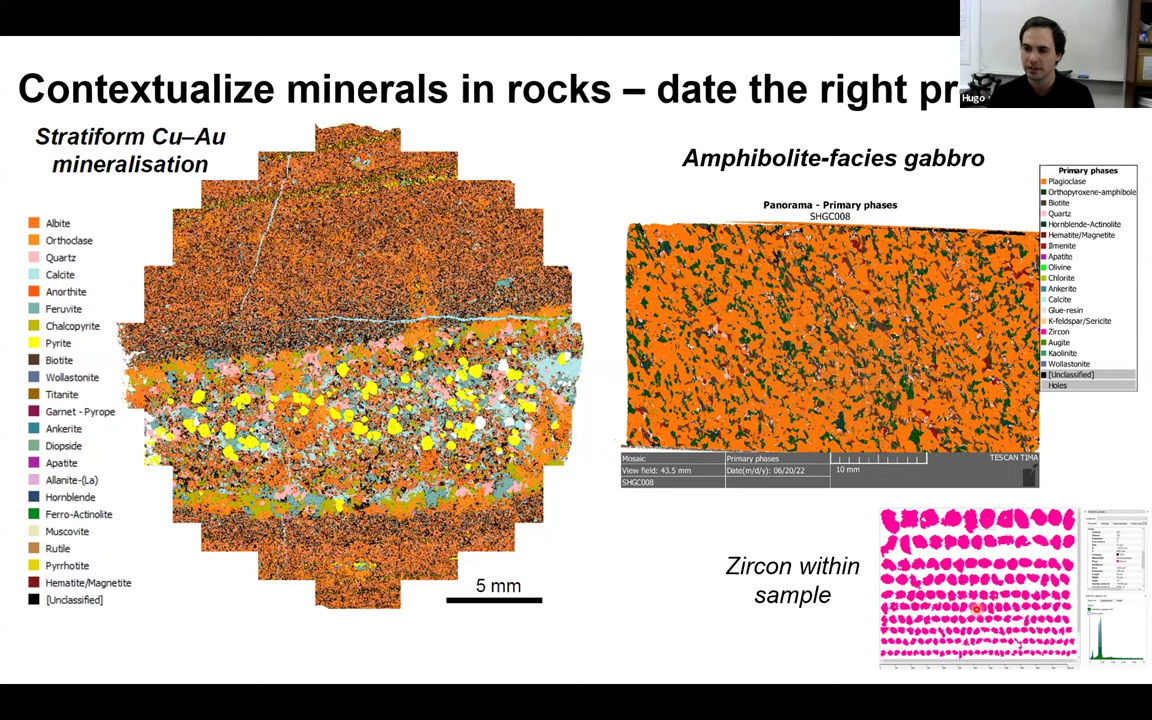 Contextualize minerals in rocks – date the right pr
Hugo
Stratiform Cu–Au
mineralisation
Albite
Orthoclase
Quartz
Calcite
Anorthite
Feruvite
Chalcopyrite
Pyrite
Biotite
Wollastonite
Titanite
Garnet - Pyrope
Ankerite
Diopside
Apatite
Allanite-(La)
Hornblende
Ferro-Actinolite
Muscovite
Rutile
Pyrrhotite
Hematite/Magnetite
[Unclassified]
5 mm
Amphibolite-facies gabbro
Panorama - Primary phases
SHGC008
Primary phases
Plagioclase
Orthopyroxene-amphibole
Biotite
Quartz
Hornblende-Actinolite
Hematite/Magnetite
Ilmenite
Apatite
Olivine
Chlorite
Ankerite
Calcite
Glue-resin
K-feldspar/Sericite
Zircon
Augite
Kaolinite
Wollastonite
[Unclassified]
Holes
Mosaic
Primary phases
TESCAN TIMA
View field: 43.5 mm
Date(m/d/y): 06/20/22
10 mm
SHGC008
Zircon within
sample